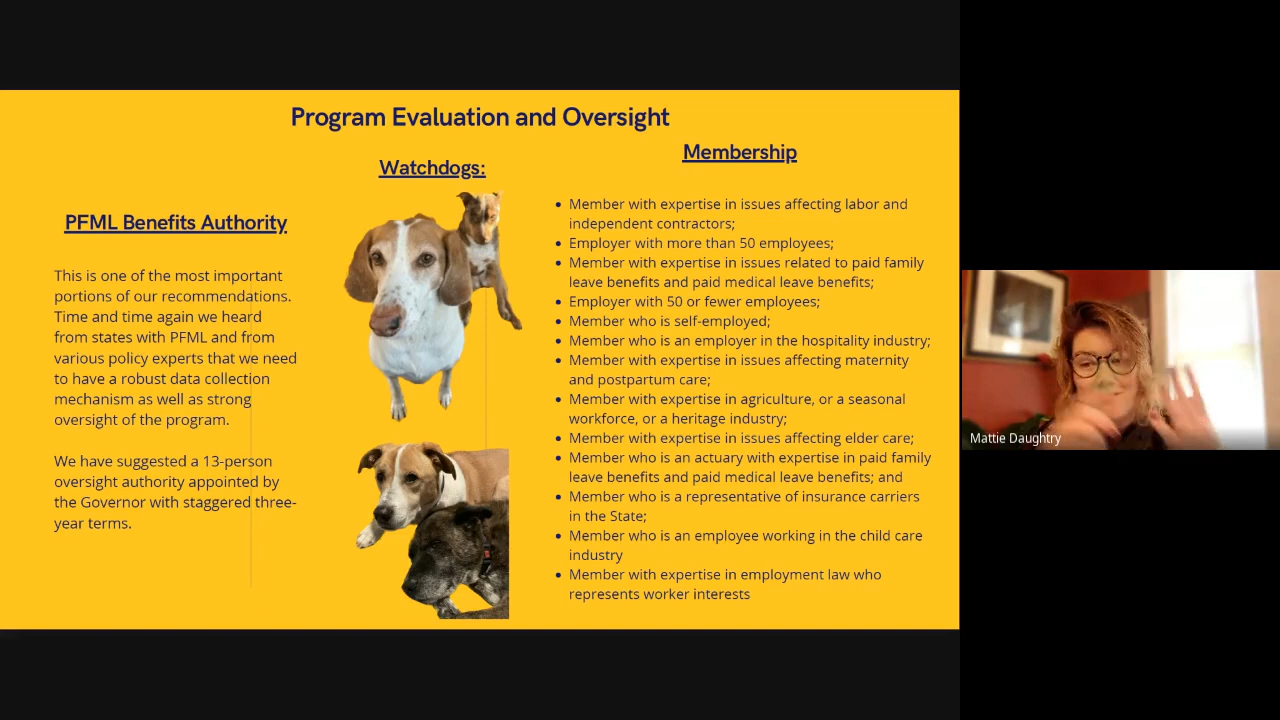 Program Evaluation and Oversight
PFML Benefits Authority
This is one of the most important
portions of our recommendations.
Time and time again we heard
from states with PFML and from
various policy experts that we need
to have a robust data collection
mechanism as well as strong
oversight of the program.
We have suggested a 13-person
oversight authority appointed by
the Governor with staggered three-
year terms.
Watchdogs:
Membership
• Member with expertise in issues affecting labor and
independent contractors;
• Employer with more than 50 employees;
• Member with expertise in issues related to paid family
leave benefits and paid medical leave benefits;
• Employer with 50 or fewer employees;
• Member who is self-employed;
• Member who is an employer in the hospitality industry;
• Member with expertise in issues affecting maternity
and postpartum care;
• Member with expertise in agriculture, or a seasonal
workforce, or a heritage industry;
• Member with expertise in issues affecting elder care;
• Member who is an actuary with expertise in paid family
leave benefits and paid medical leave benefits; and
• Member who is a representative of insurance carriers
in the State;
• Member who is an employee working in the child care
industry
• Member with expertise in employment law who
represents worker interests
Mattie Daughtry